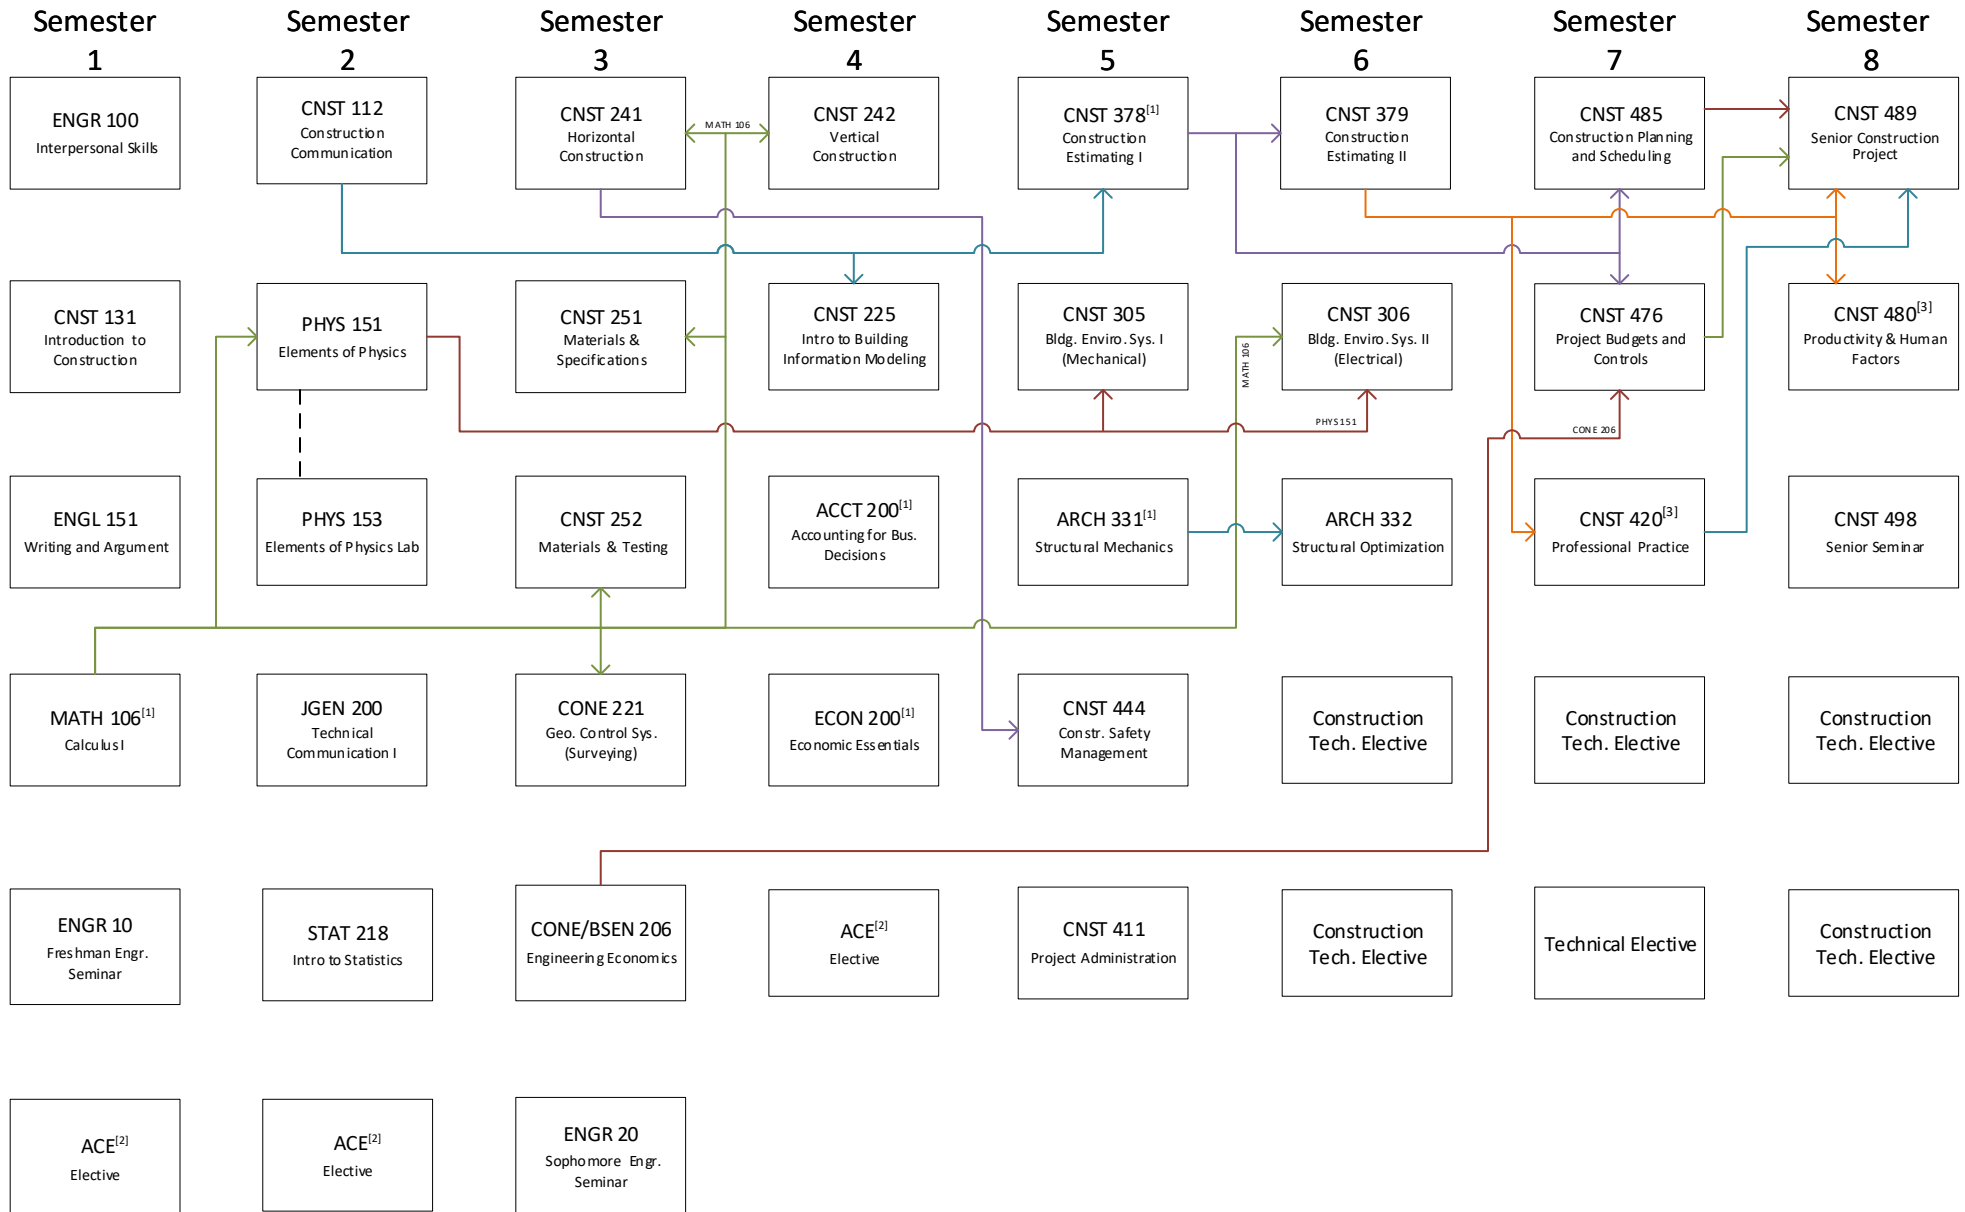 Semester 1
Semester 2
Semester 3
Semester 4
Semester 5
Semester 6
Semester 7
Semester 8
ENGR 100
Interpersonal Skills
CNST 112
Construction
Communication
CNST 241
Horizontal
Construction
MATH 106
CNST 242
Vertical
Construction
CNST 378[1]
Construction
Estimating I
CNST 379
Construction
Estimating II
CNST 485
Construction Planning
and Scheduling
CNST 489
Senior Construction
Project
CNST 131
Introduction to
Construction
PHYS 151
Elements of Physics
CNST 251
Materials &
Specifications
CNST 225
Intro to Building
Information Modeling
CNST 305
Bldg. Enviro. Sys. I
(Mechanical)
MATH 106
CNST 306
Bldg. Enviro. Sys. II
(Electrical)
CNST 476
Project Budgets and
Controls
CNST 480[3]
Productivity & Human
Factors
PHYS 151
CONE 206
ENGL 151
Writing and Argument
PHYS 153
Elements of Physics Lab
CNST 252
Materials & Testing
ACCT 200[1]
Accounting for Bus.
Decisions
ARCH 331[1]
Structural Mechanics
ARCH 332
Structural Optimization
CNST 420[3]
Professional Practice
CNST 498
Senior Seminar
MATH 106[1]
Calculus I
JGEN 200
Technical
Communication I
CONE 221
Geo. Control Sys.
(Surveying)
ECON 200[1]
Economic Essentials
CNST 444
Constr. Safety
Management
Construction
Tech. Elective
Construction
Tech. Elective
Construction
Tech. Elective
ENGR 10
Freshman Engr.
Seminar
STAT 218
Intro to Statistics
CONE/BSEN 206
Engineering Economics
ACE[2]
Elective
CNST 411
Project Administration
Construction
Tech. Elective
Technical Elective
Construction
Tech. Elective
ACE[2]
Elective
ACE[2]
Elective
ENGR 20
Sophomore Engr.
Seminar